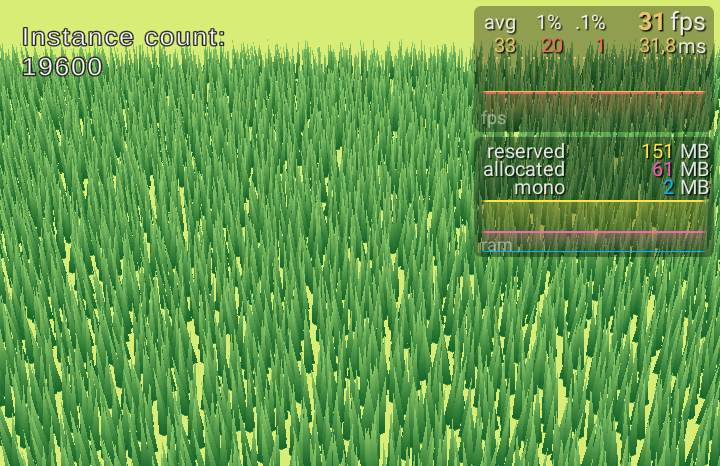 Instance count:
19600
avg 1% .1% 31 fps
33 20 1 31.8 ms
fps
reserved 151 MB
allocated 61 MB
mono 2 MB
ram